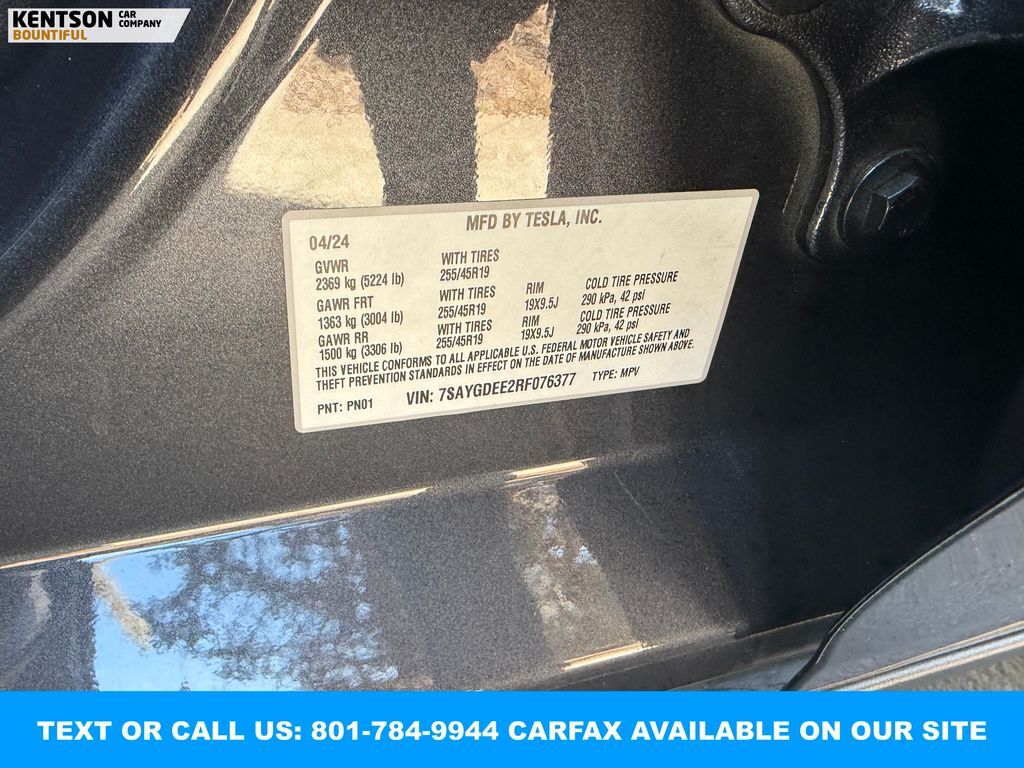 KENTSON CAR COMPANY
BOUNTIFUL
MFD BY TESLA, INC.
04/24
GVWR WITH TIRES
2369 kg (5224 lb) 255/45R19
GAWR FRT WITH TIRES RIM COLD TIRE PRESSURE
1363 kg (3004 lb) 255/45R19 19X9.5J 290 kPa, 42 psi
GAWR RR WITH TIRES RIM COLD TIRE PRESSURE
1500 kg (3306 lb) 255/45R19 19X9.5J 290 kPa, 42 psi
THIS VEHICLE CONFORMS TO ALL APPLICABLE U.S. FEDERAL MOTOR VEHICLE SAFETY AND
THEFT PREVENTION STANDARDS IN EFFECT ON THE DATE OF MANUFACTURE SHOWN ABOVE.
PNT: PN01 VIN: 7SAYGDEE2RF076377 TYPE: MPV
TEXT OR CALL US: 801-784-9944 CARFAX AVAILABLE ON OUR SITE